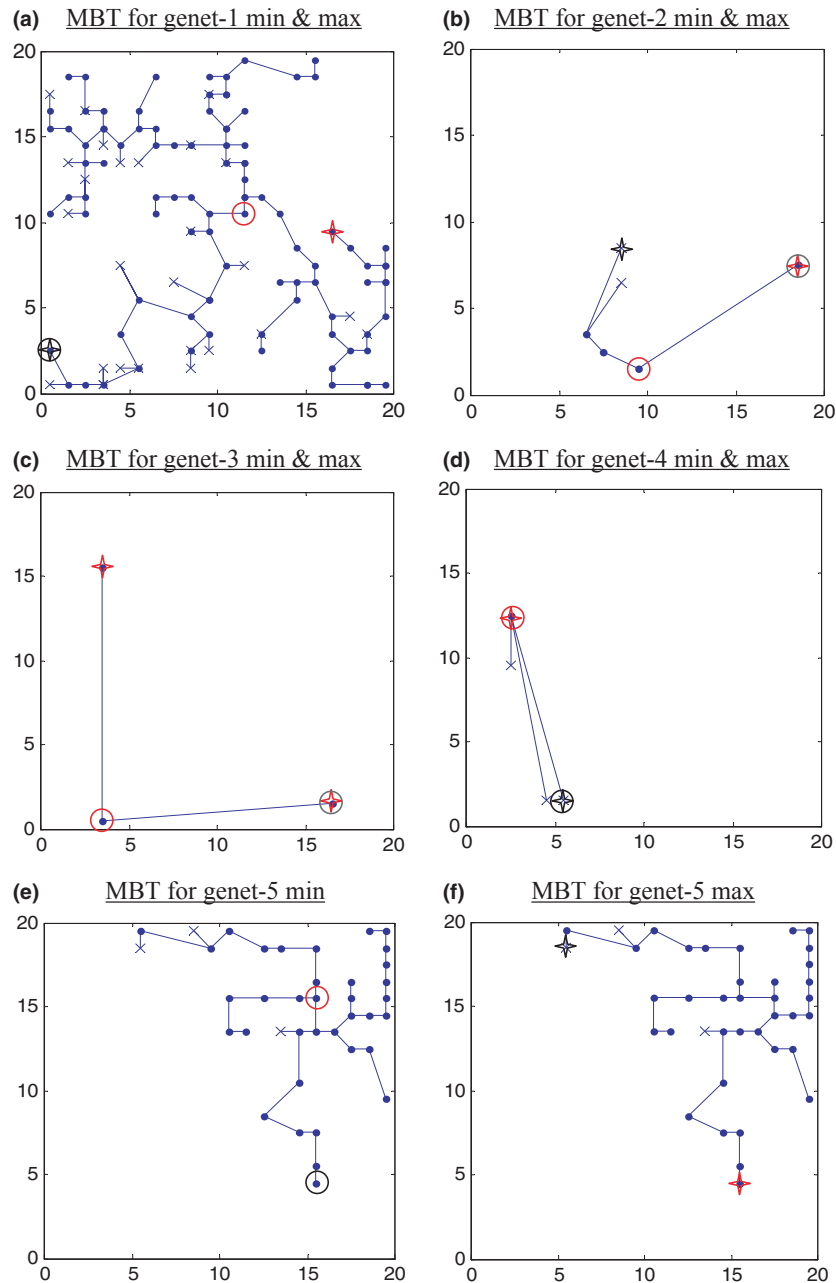 (a) MBT for genet-1 min & max
(b) MBT for genet-2 min & max
20
15
10
5
0
0 5 10 15 20
20
15
10
5
0
0 5 10 15 20
(c) MBT for genet-3 min & max
(d) MBT for genet-4 min & max
20
15
10
5
0
0 5 10 15 20
20
15
10
5
0
0 5 10 15 20
(e) MBT for genet-5 min
(f) MBT for genet-5 max
20
15
10
5
0
0 5 10 15 20
20
15
10
5
0
0 5 10 15 20